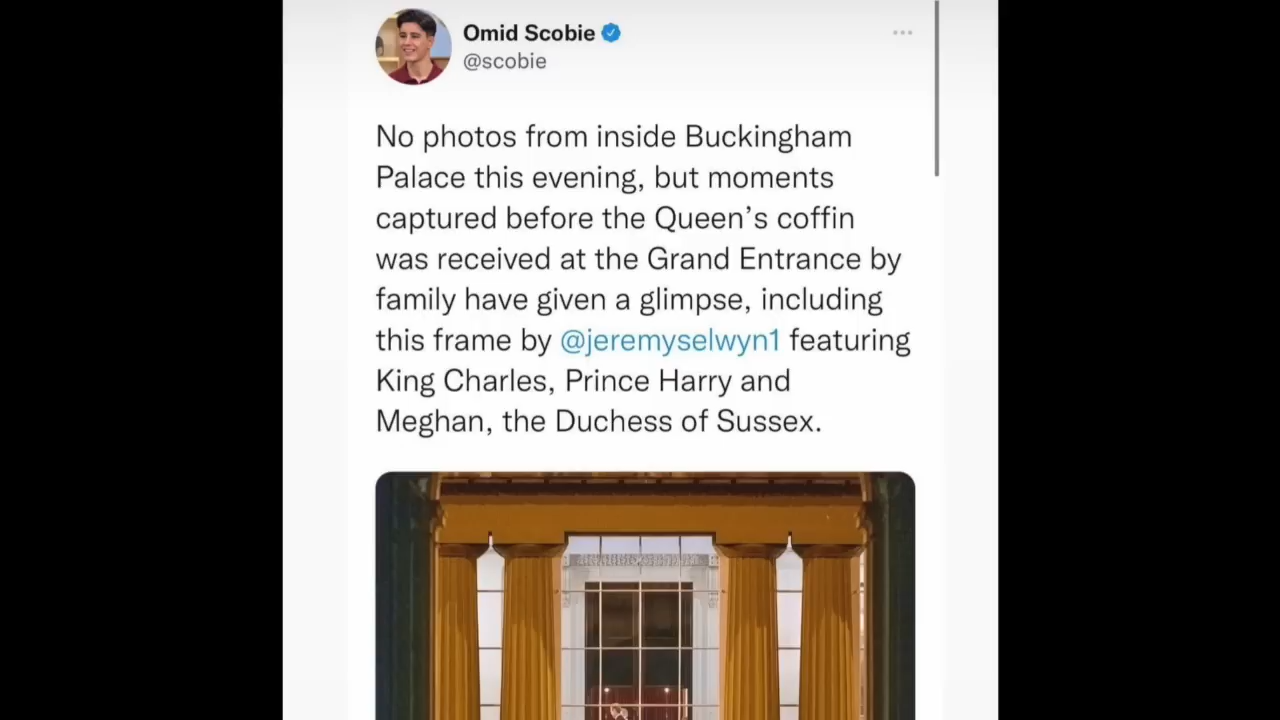 Omid Scobie
@scobie
No photos from inside Buckingham
Palace this evening, but moments
captured before the Queen’s coffin
was received at the Grand Entrance by
family have given a glimpse, including
this frame by @jeremyselwyn1 featuring
King Charles, Prince Harry and
Meghan, the Duchess of Sussex.